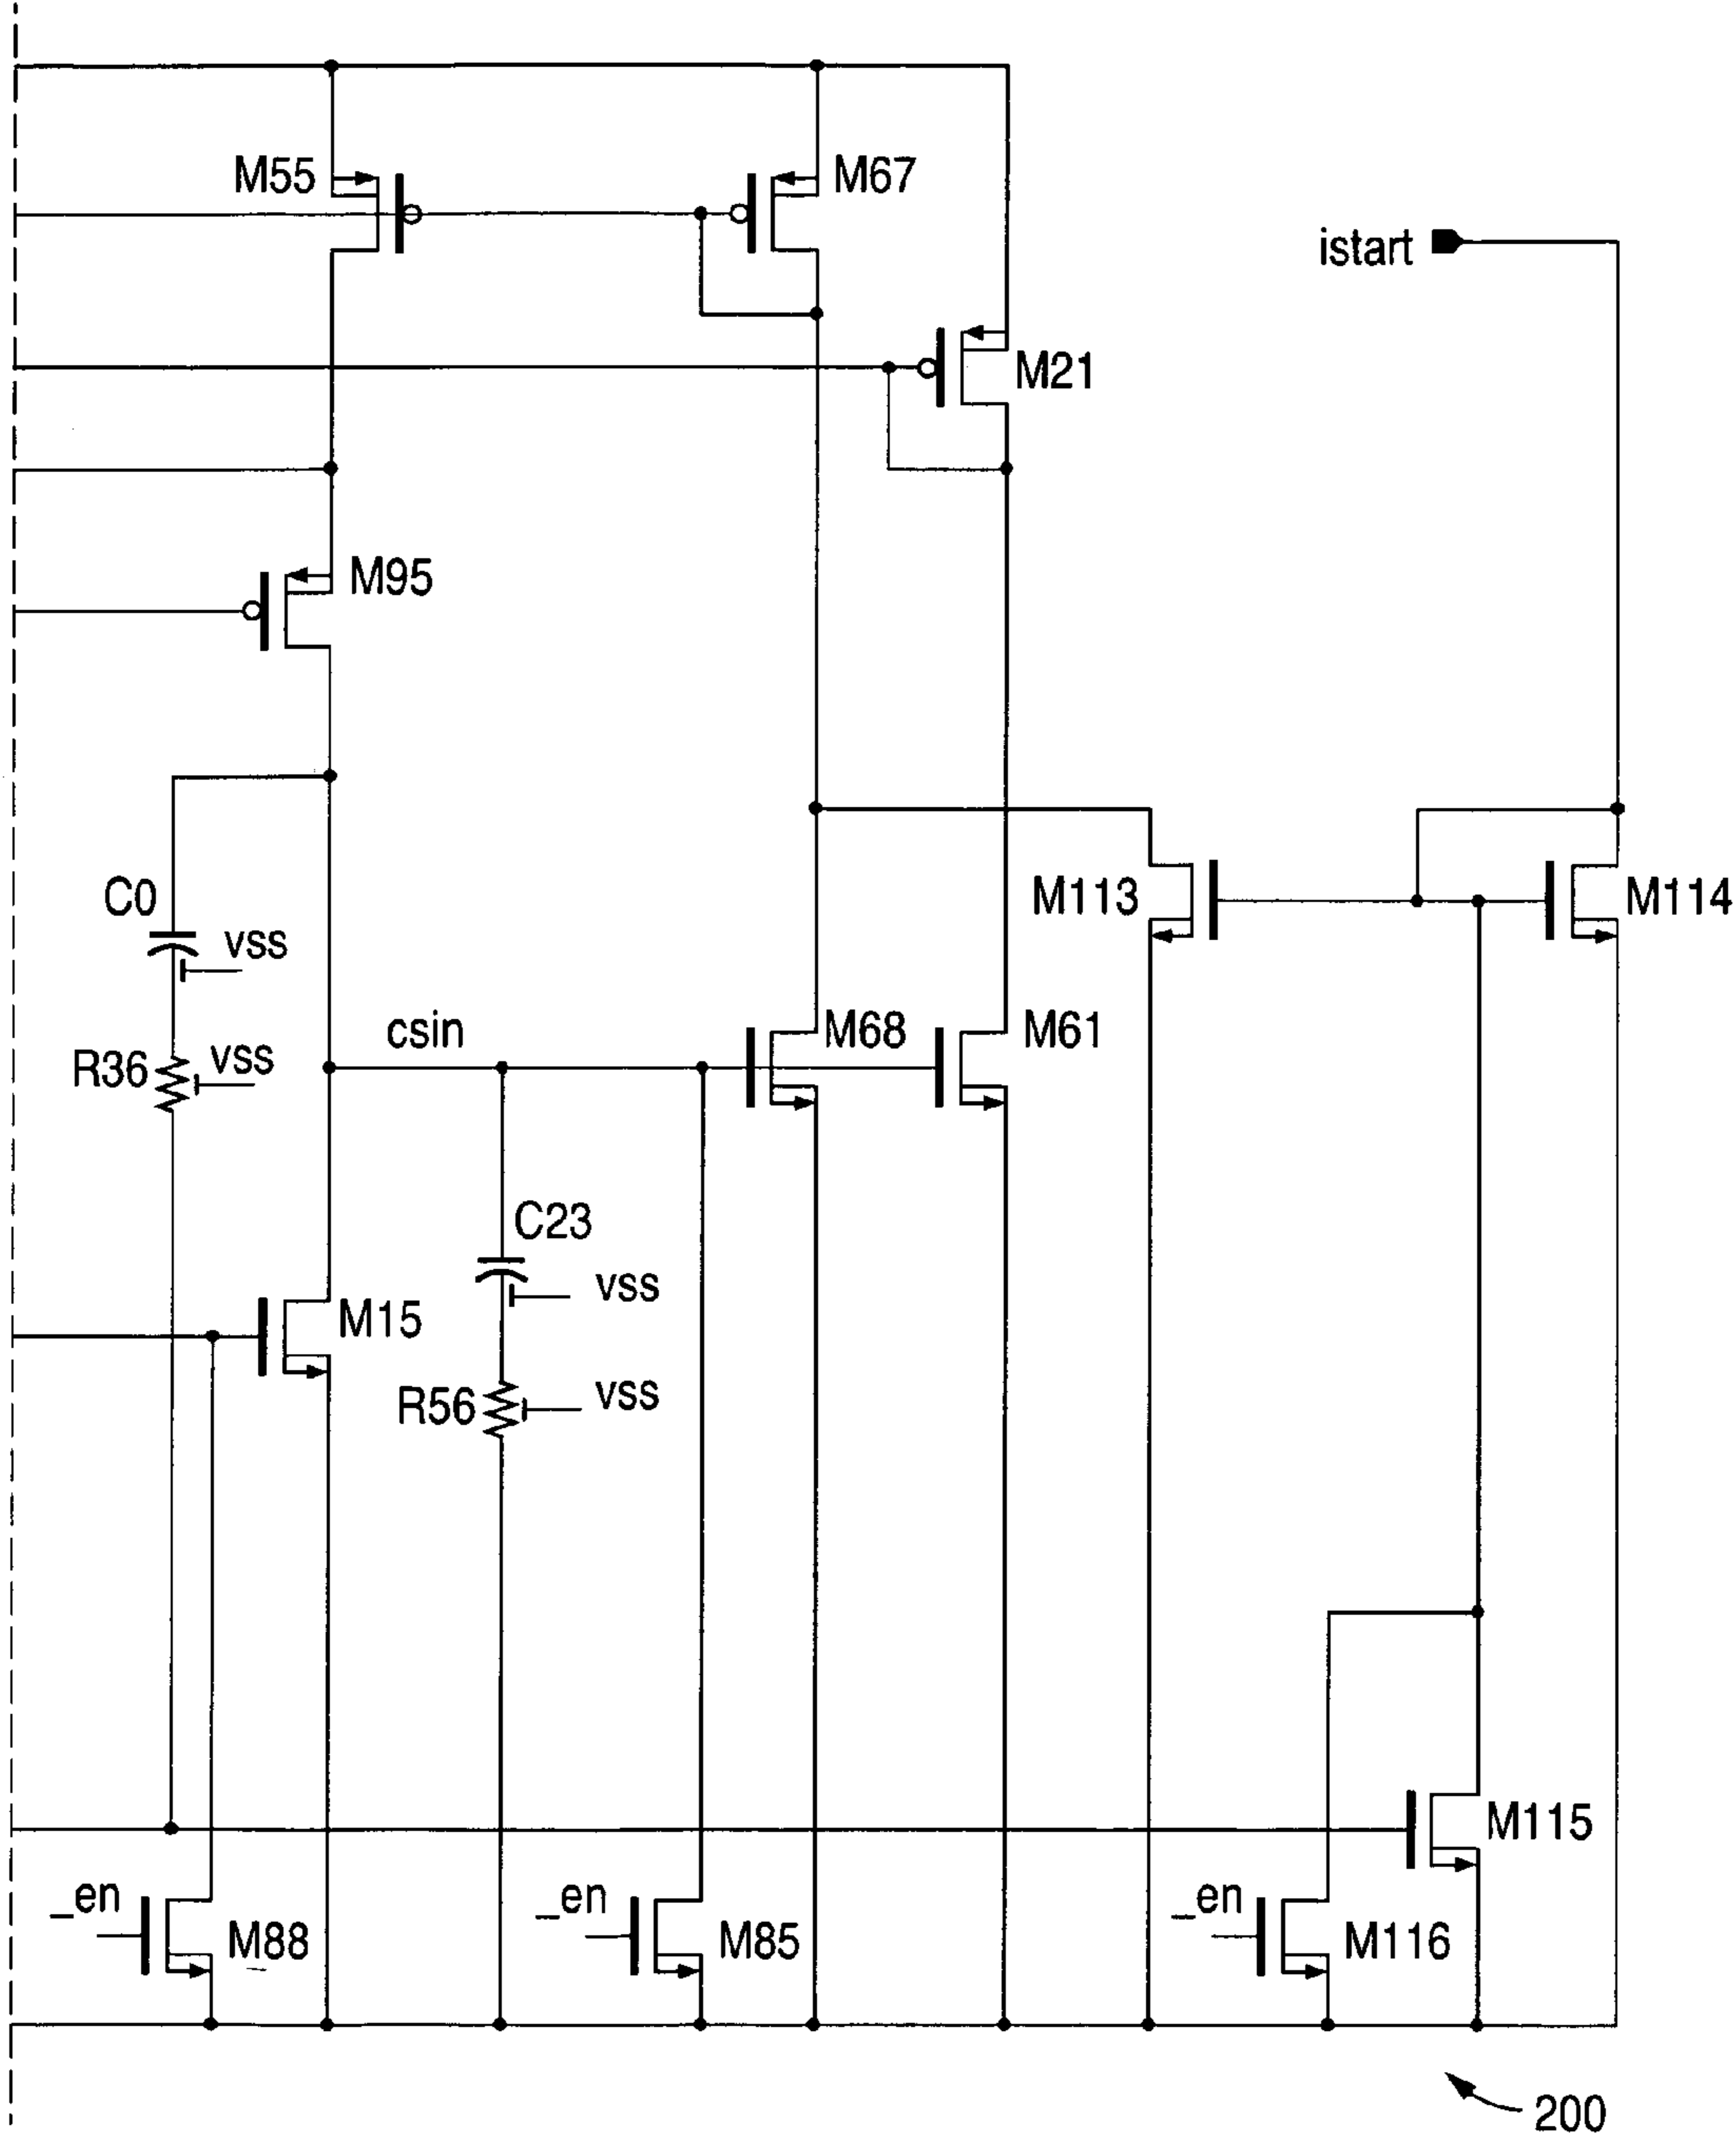 M55
M67
istart
M21
M95
C0
vss
M113
M114
csin
M68
M61
R36
vss
C23
vss
M15
R56
vss
M115
_en
M88
_en
M85
_en
M116
200